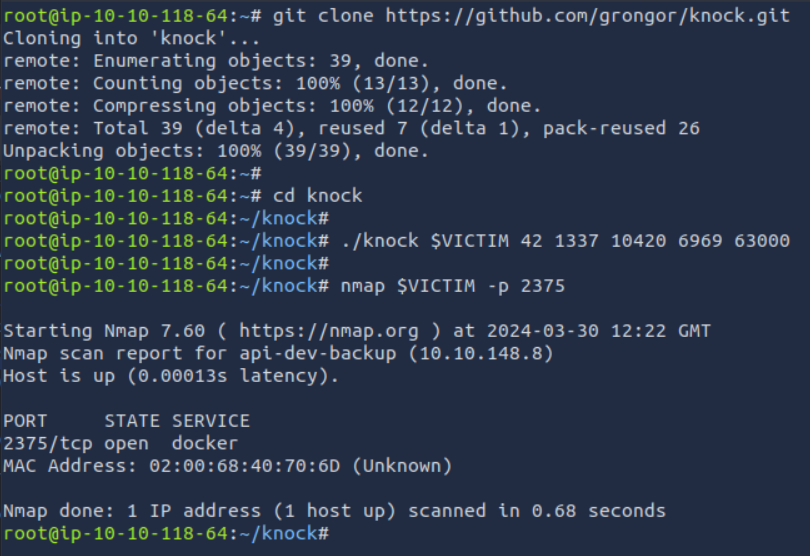 root@ip-10-10-118-64:~# git clone https://github.com/grongor/knock.git
Cloning into 'knock'...
remote: Enumerating objects: 39, done.
remote: Counting objects: 100% (13/13), done.
remote: Compressing objects: 100% (12/12), done.
remote: Total 39 (delta 4), reused 7 (delta 1), pack-reused 26
Unpacking objects: 100% (39/39), done.
root@ip-10-10-118-64:~#
root@ip-10-10-118-64:~# cd knock
root@ip-10-10-118-64:~/knock#
root@ip-10-10-118-64:~/knock# ./knock $VICTIM 42 1337 10420 6969 63000
root@ip-10-10-118-64:~/knock#
root@ip-10-10-118-64:~/knock# nmap $VICTIM -p 2375
Starting Nmap 7.60 ( https://nmap.org ) at 2024-03-30 12:22 GMT
Nmap scan report for api-dev-backup (10.10.148.8)
Host is up (0.00013s latency).
PORT     STATE SERVICE
2375/tcp open  docker
MAC Address: 02:00:68:40:70:6D (Unknown)
Nmap done: 1 IP address (1 host up) scanned in 0.68 seconds
root@ip-10-10-118-64:~/knock#